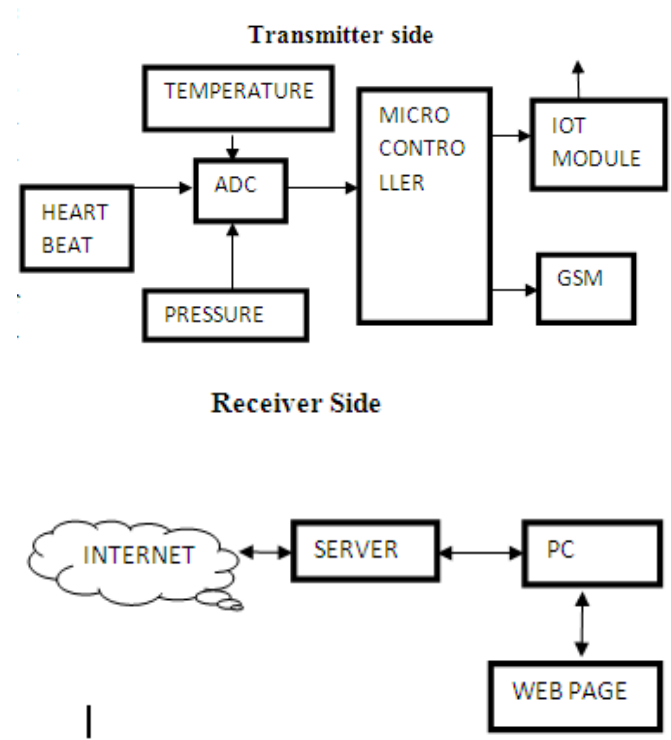 Transmitter side
TEMPERATURE
MICRO
CONTRO
LLER
IOT
MODULE
ADC
HEART
BEAT
GSM
PRESSURE
Receiver Side
INTERNET
SERVER
PC
WEB PAGE